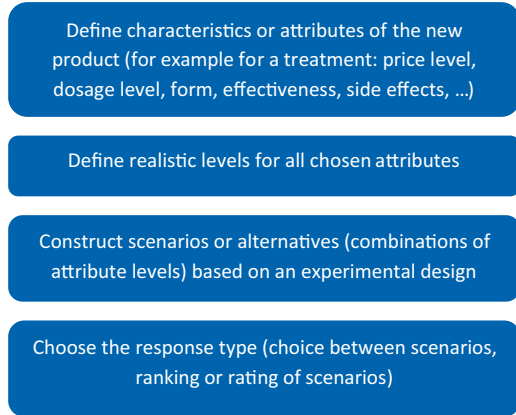 Define characteristics or attributes of the new
product (for example for a treatment: price level,
dosage level, form, effectiveness, side effects, ...)
Define realistic levels for all chosen attributes
Construct scenarios or alternatives (combinations of
attribute levels) based on an experimental design
Choose the response type (choice between scenarios,
ranking or rating of scenarios)